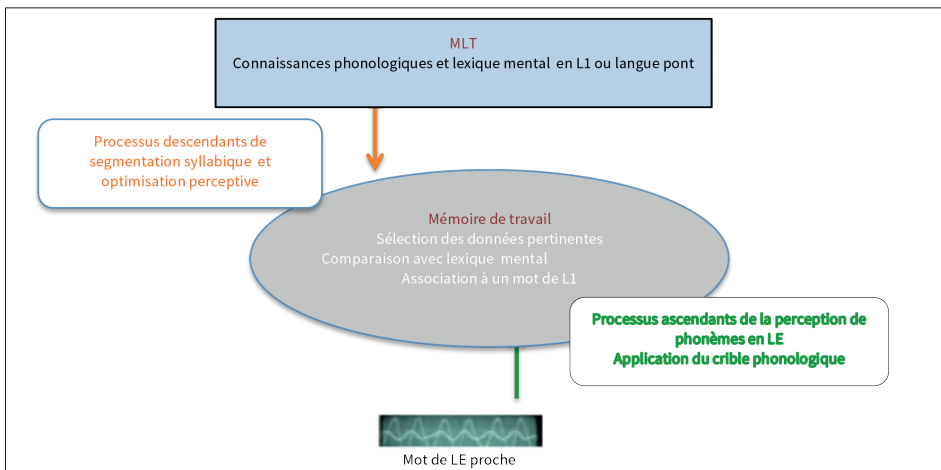 MLT
Connaissances phonologiques et lexique mental en L1 ou langue pont
Processus descendants de
segmentation syllabique et
optimisation perceptive
Mémoire de travail
Sélection des données pertinentes
Comparaison avec lexique mental
Association à un mot de L1
Processus ascendants de la perception de
phonèmes en LE
Application du crible phonologique
Mot de LE proche